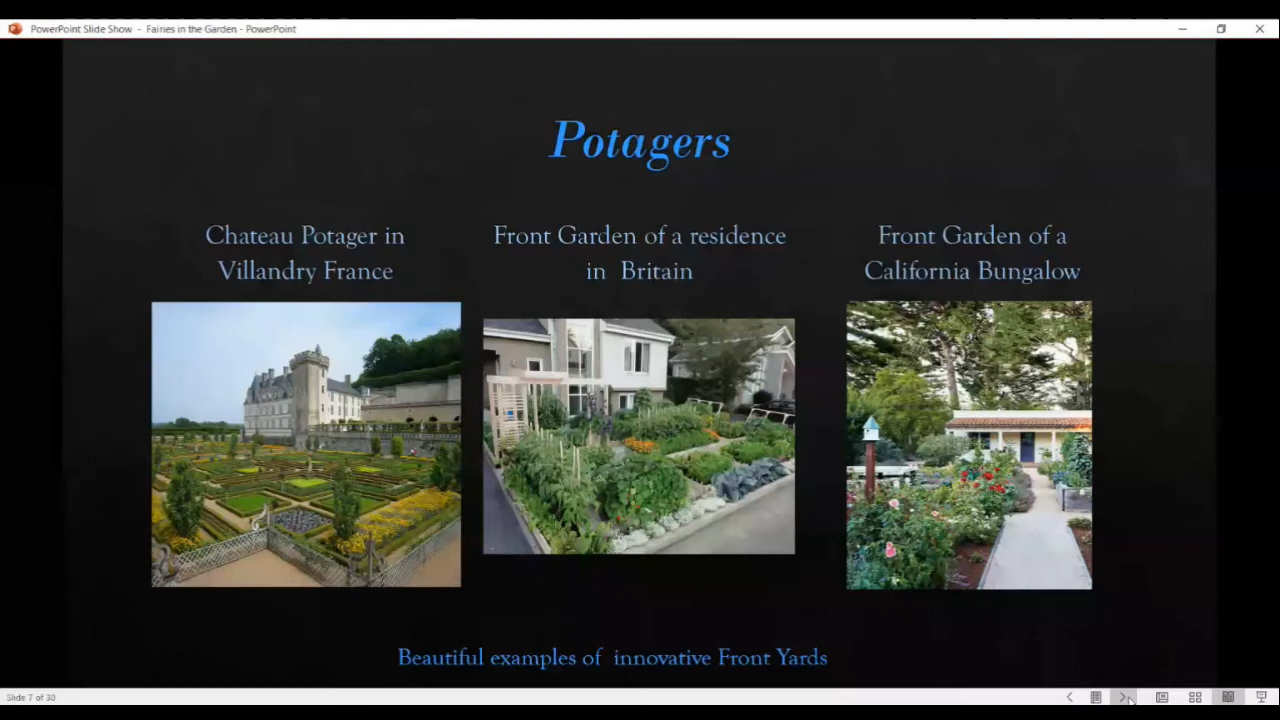 PowerPoint Slide Show - Fairies in the Garden - PowerPoint
Potagers
Chateau Potager in
Villandry France
Front Garden of a residence
in Britain
Front Garden of a
California Bungalow
Beautiful examples of innovative Front Yards
Slide 7 of 30